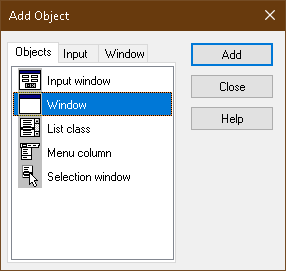 Add Object
Objects Input Window
Input window
Window
List class
Menu column
Selection window
Add
Close
Help